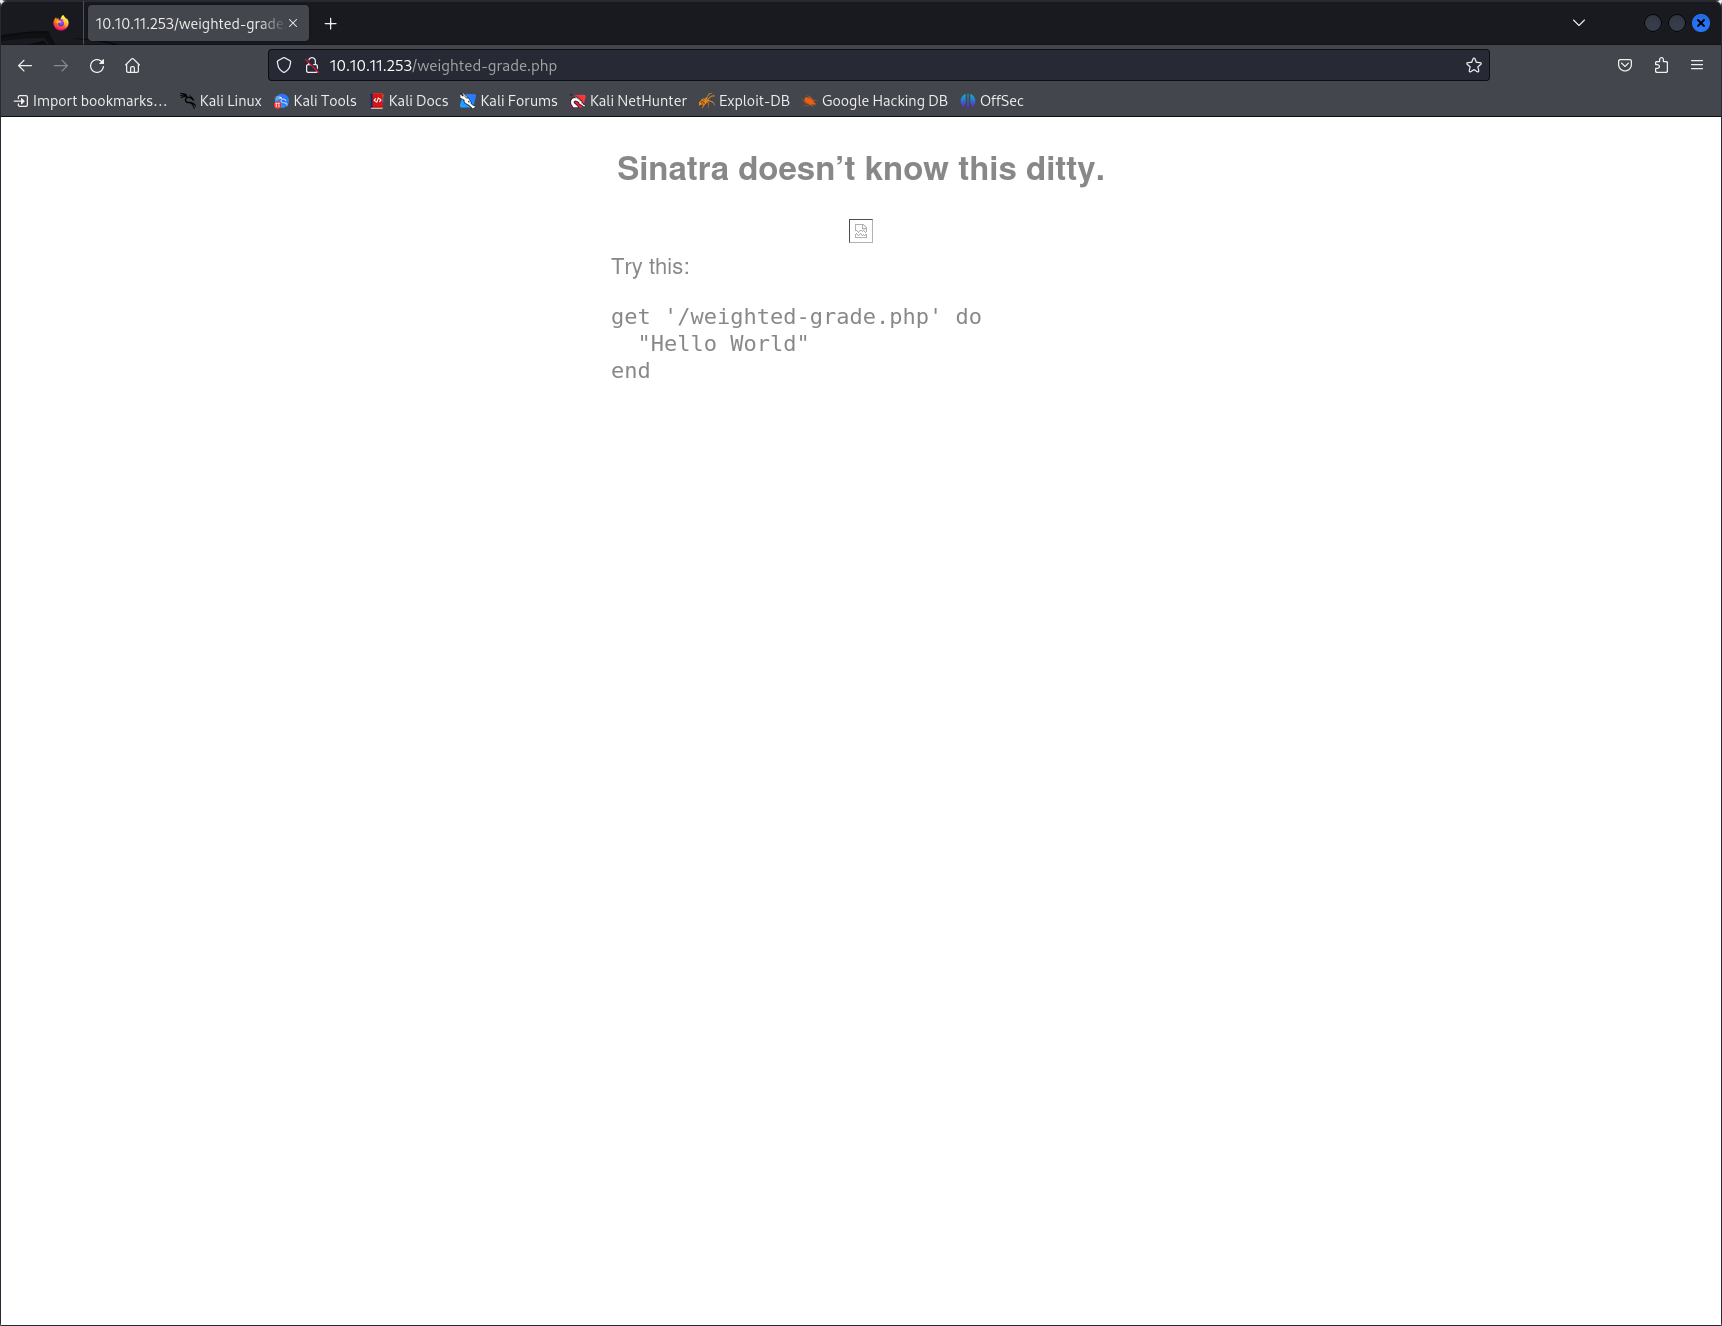 10.10.11.253/weighted-grade
10.10.11.253/weighted-grade.php
Import bookmarks... Kali Linux Kali Tools Kali Docs Kali Forums Kali NetHunter Exploit-DB Google Hacking DB OffSec
Sinatra doesn’t know this ditty.
Try this:
get '/weighted-grade.php' do
  "Hello World"
end